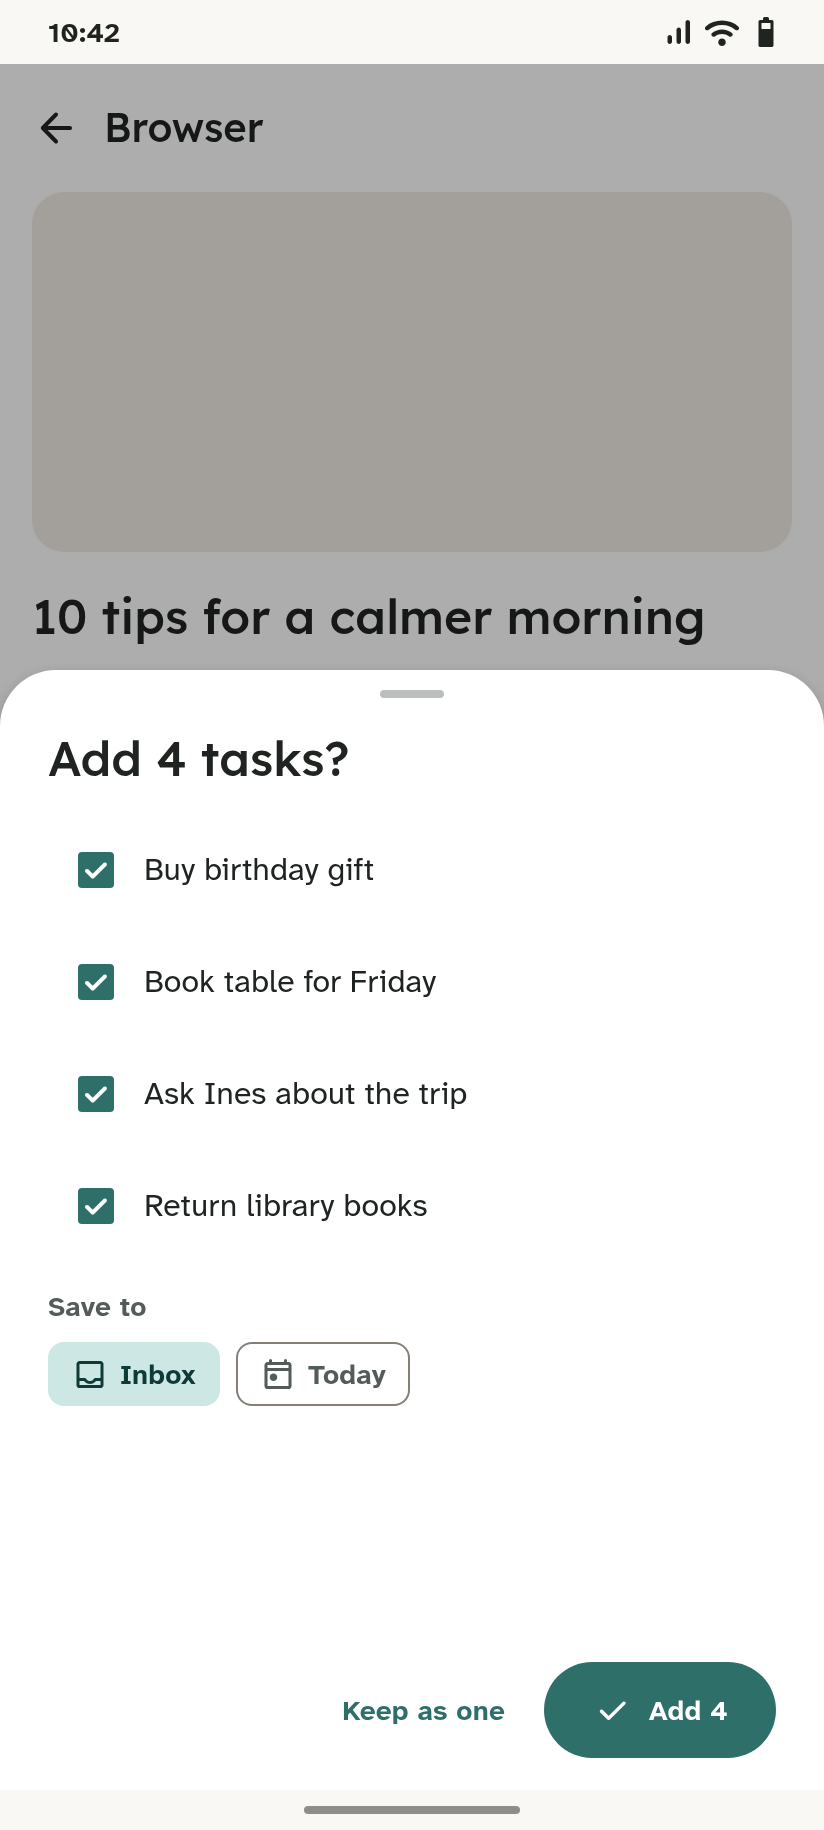 10:42
Browser
10 tips for a calmer morning
Add 4 tasks?
Buy birthday gift
Book table for Friday
Ask Ines about the trip
Return library books
Save to
Inbox
Today
Keep as one
Add 4